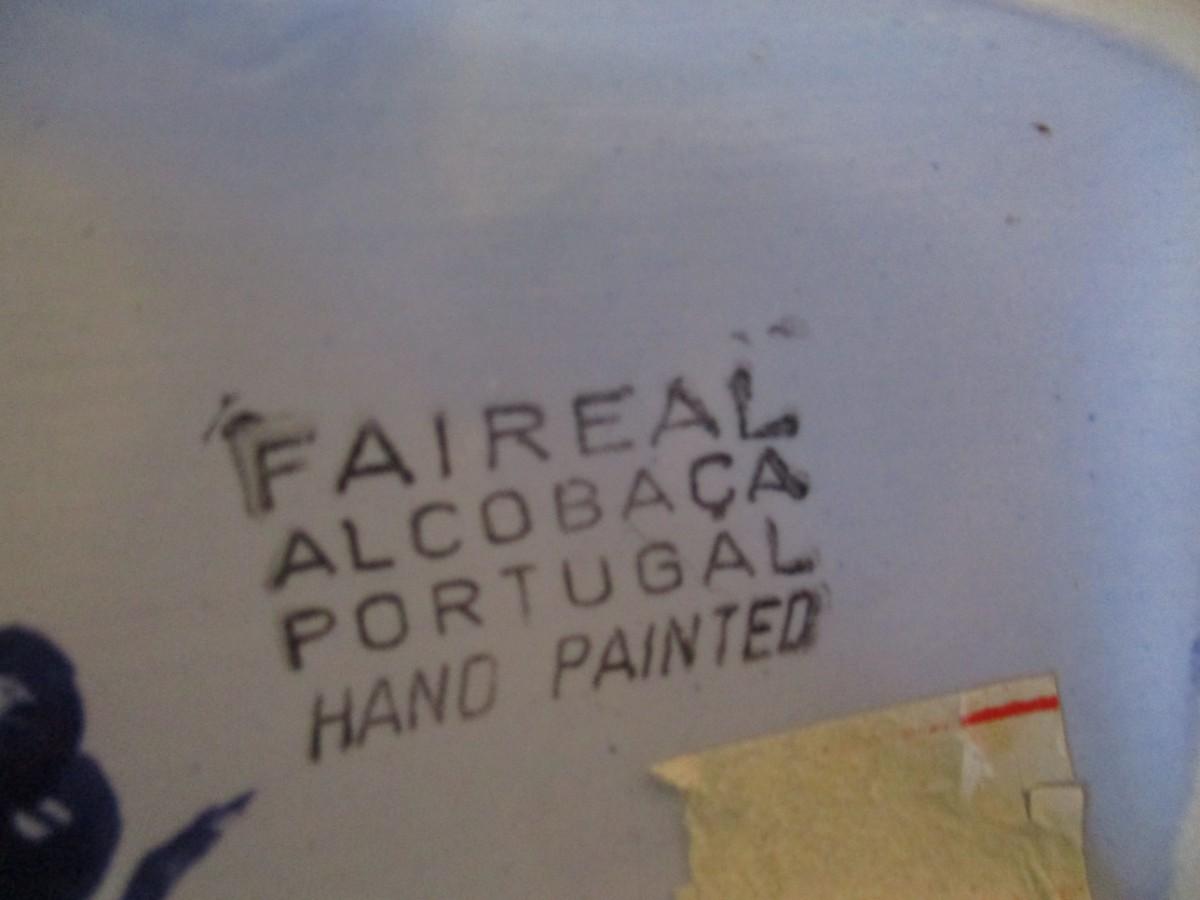 FAIREAL
ALCOBAÇA
PORTUGAL
HAND PAINTED